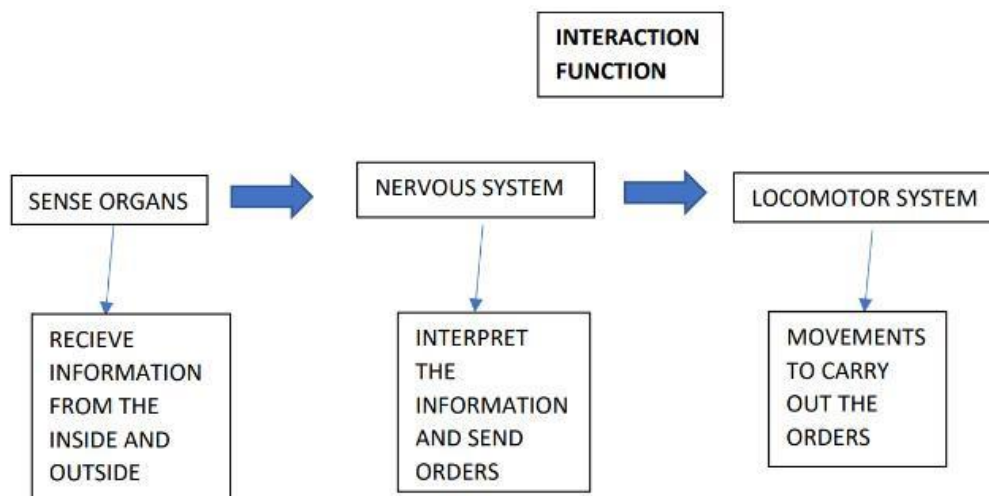 INTERACTION
FUNCTION
SENSE ORGANS
NERVOUS SYSTEM
LOCOMOTOR SYSTEM
RECIEVE
INFORMATION
FROM THE
INSIDE AND
OUTSIDE
INTERPRET
THE
INFORMATION
AND SEND
ORDERS
MOVEMENTS
TO CARRY
OUT THE
ORDERS